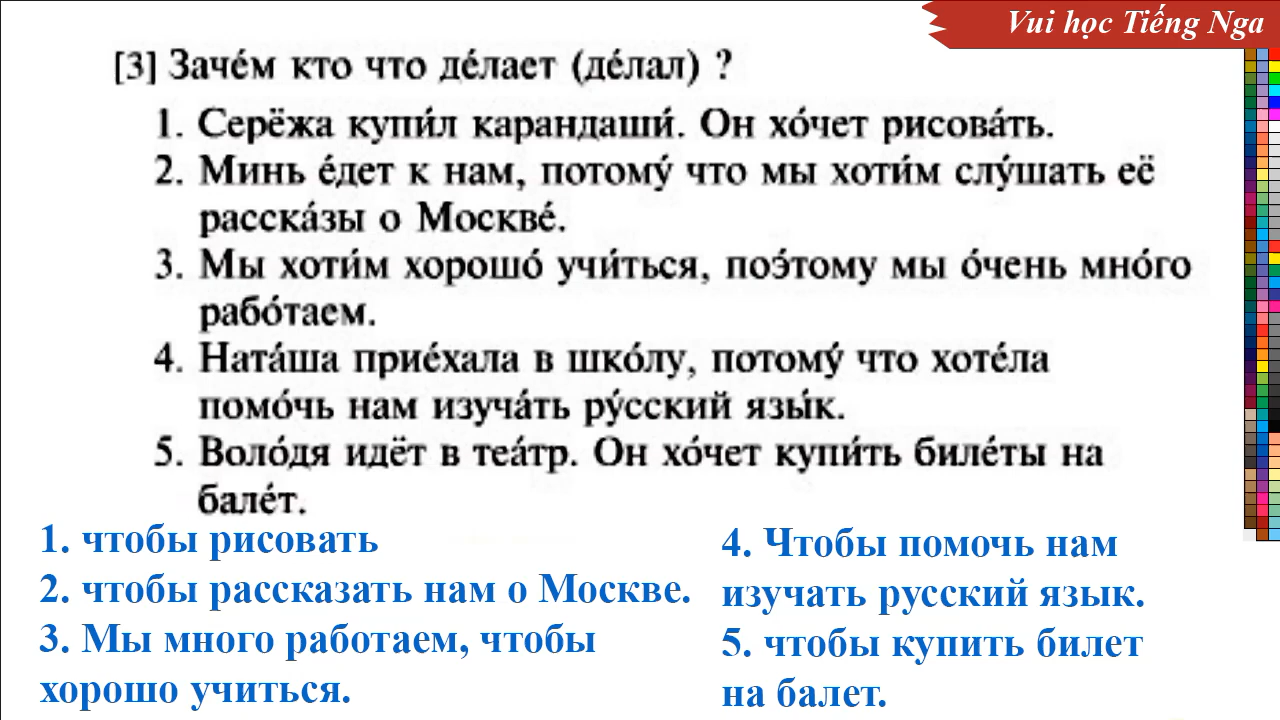 Vui học Tiếng Nga
[3] Заче́м кто что де́лает (де́лал) ?
1. Серёжа купи́л карандаши́. Он хо́чет рисова́ть.
2. Минь е́дет к нам, потому́ что мы хоти́м слу́шать её
расска́зы о Москве́.
3. Мы хоти́м хорошо́ учи́ться, поэ́тому мы о́чень мно́го
рабо́таем.
4. Ната́ша прие́хала в шко́лу, потому́ что хоте́ла
помо́чь нам изуча́ть ру́сский язы́к.
5. Воло́дя идёт в теа́тр. Он хо́чет купи́ть биле́ты на
бале́т.
1. чтобы рисовать
2. чтобы рассказать нам о Москве.
3. Мы много работаем, чтобы
хорошо учиться.
4. Чтобы помочь нам
изучать русский язык.
5. чтобы купить билет
на балет.